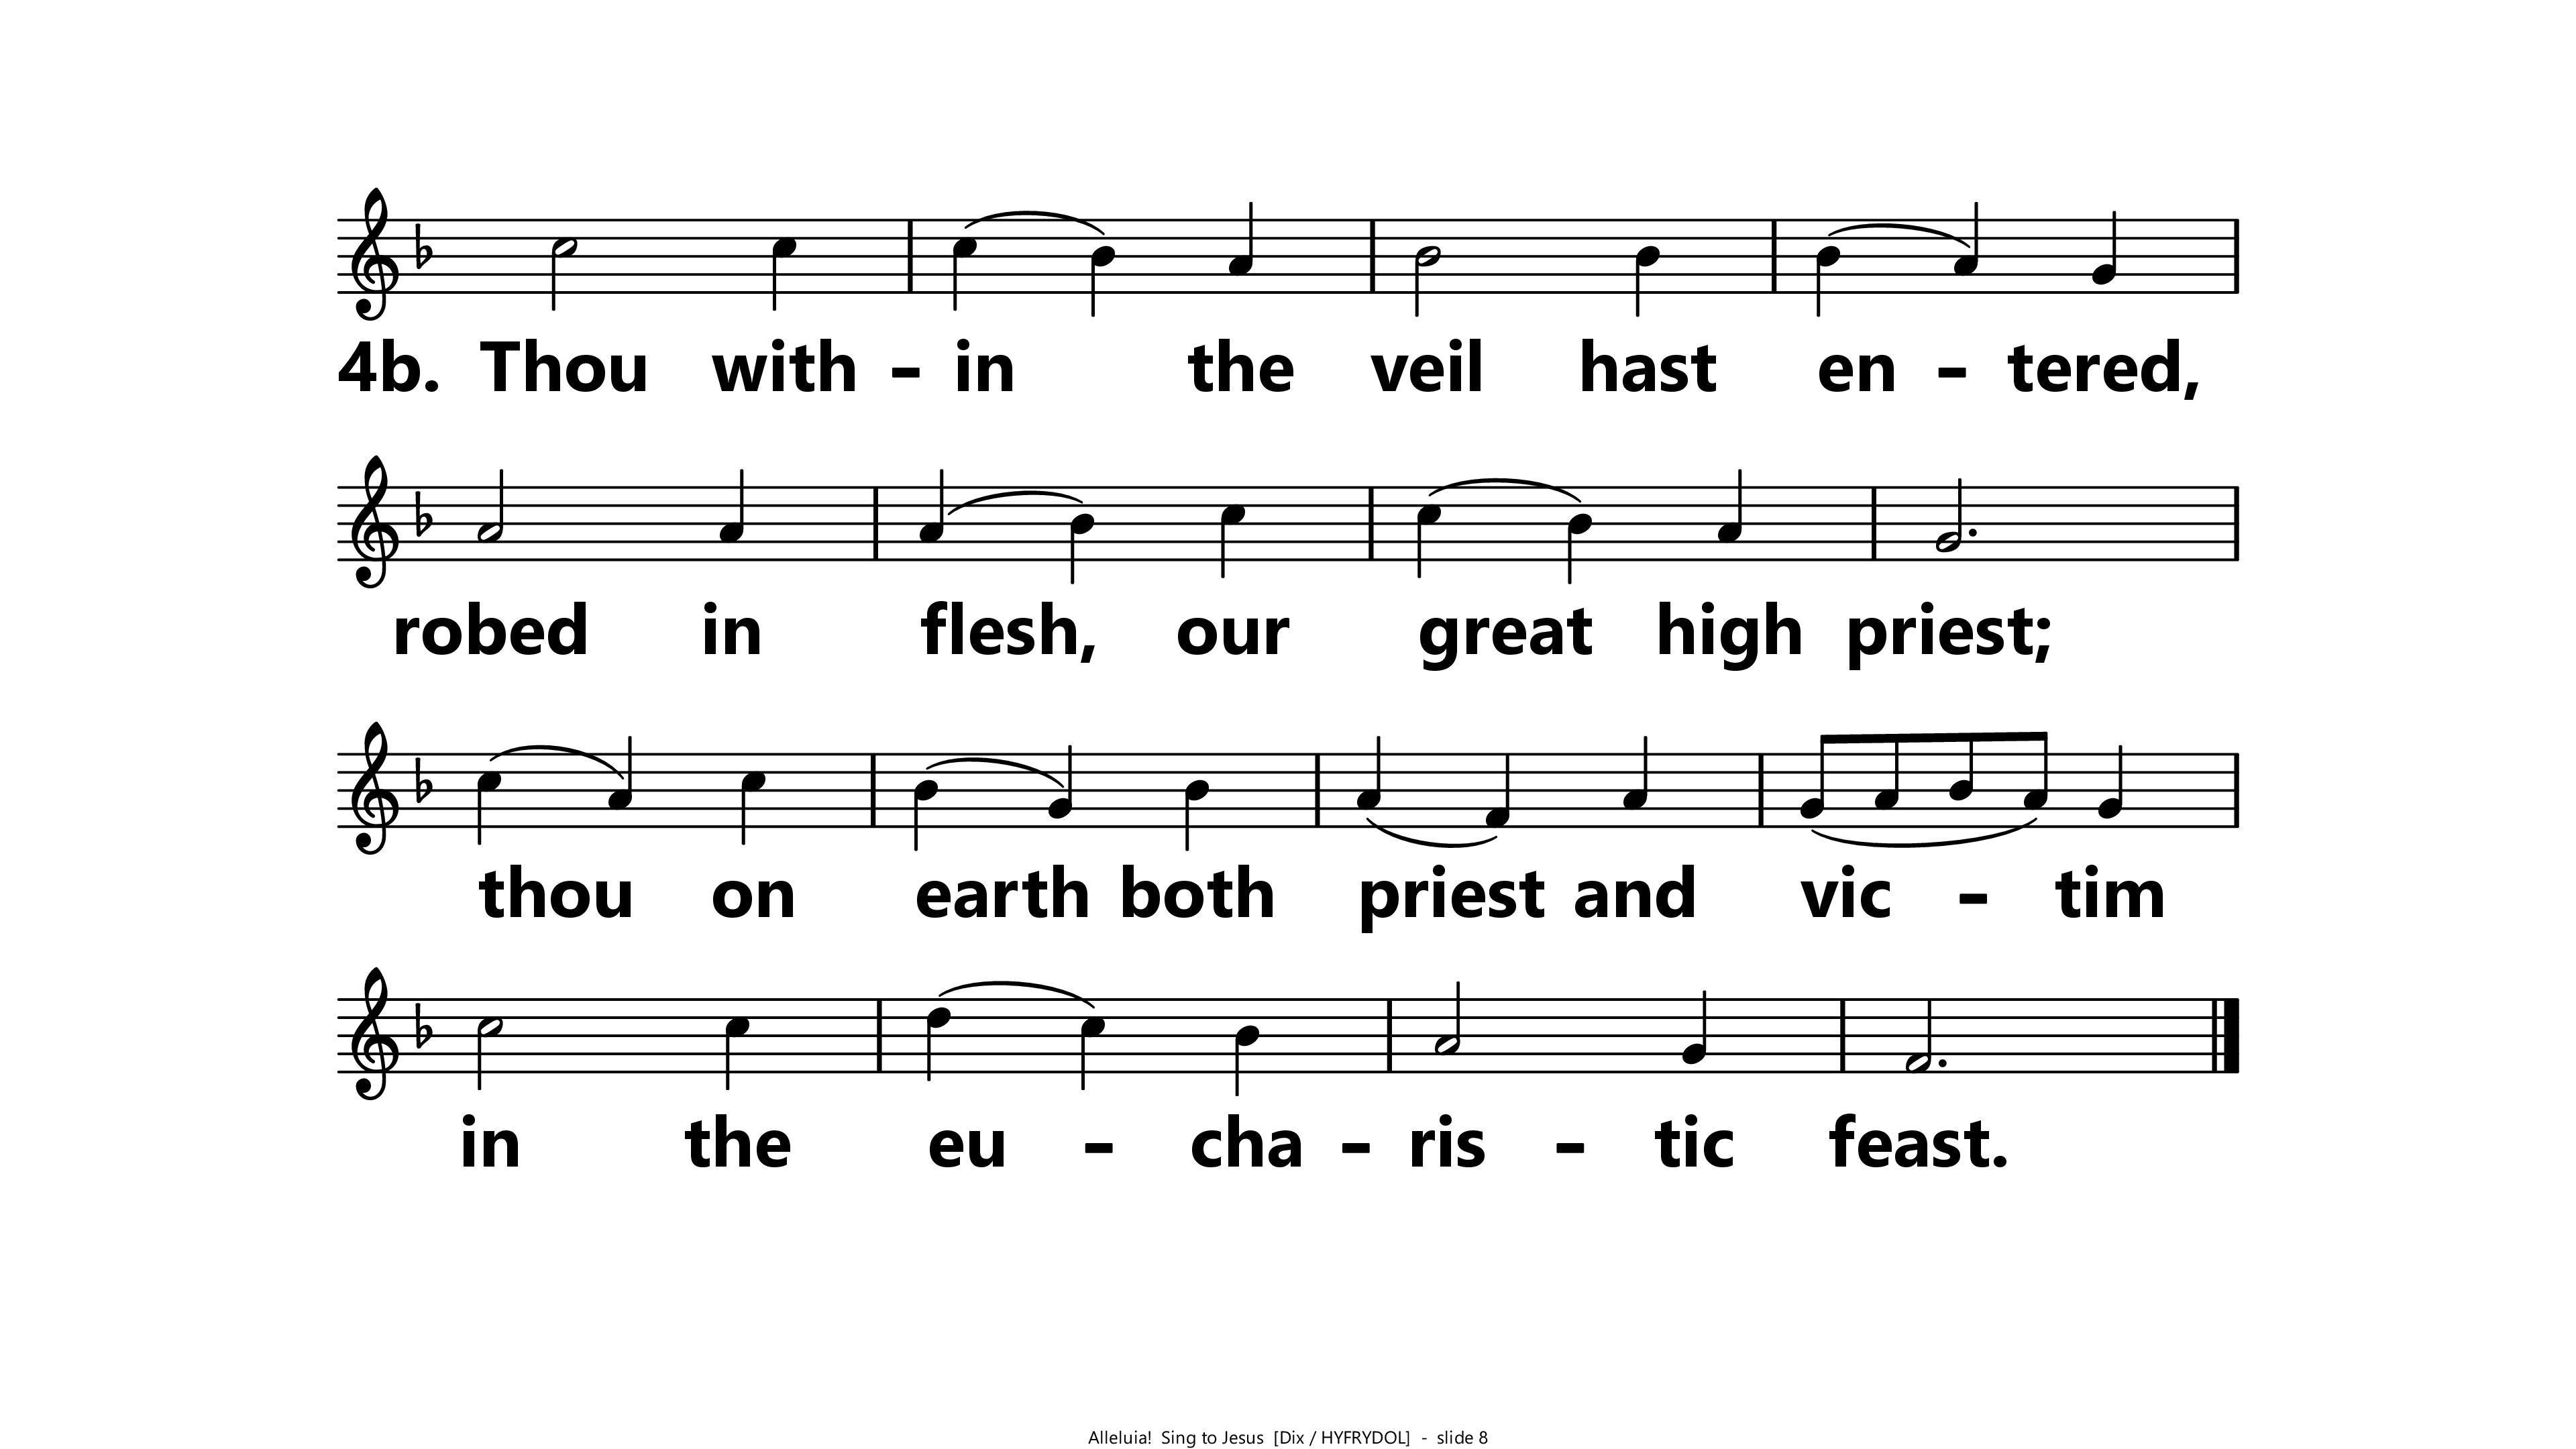 4b. Thou with - in the veil hast en - tered,
robed in flesh, our great high priest;
thou on earth both priest and vic - tim
in the eu - cha - ris - tic feast.
Alleluia! Sing to Jesus [Dix / HYFRYDOL] - slide 8